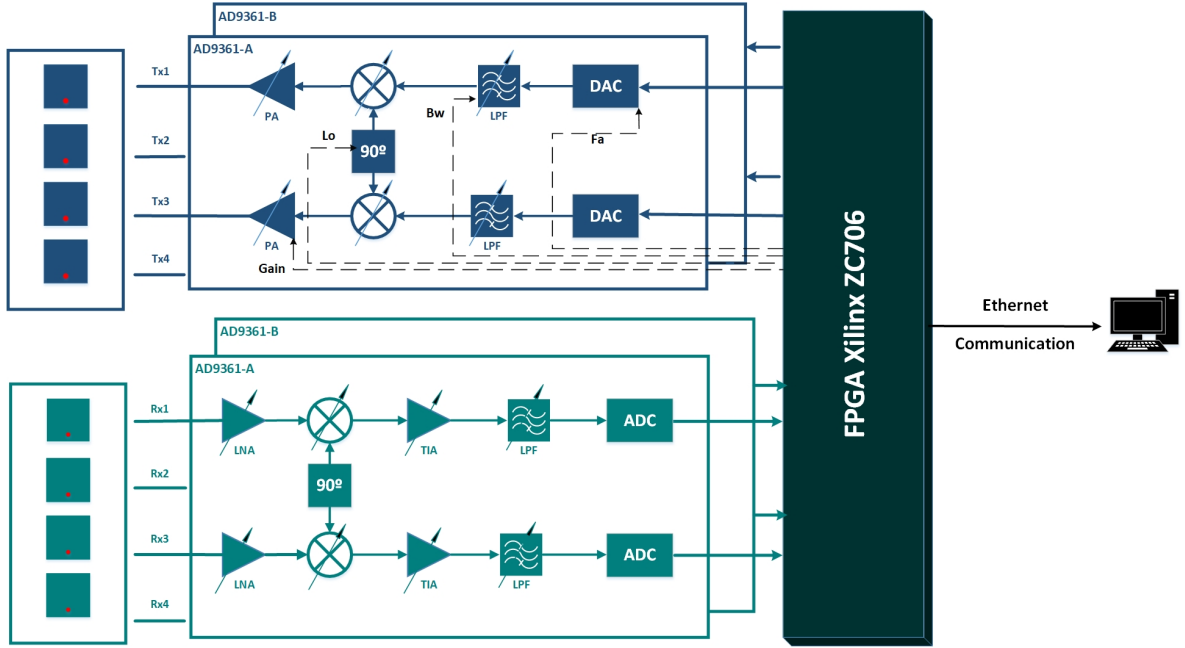 AD9361-B
AD9361-A
Tx1
PA
LPF
DAC
Bw
Fa
Lo
Tx2
90º
Tx3
PA
LPF
DAC
Tx4
Gain
AD9361-B
AD9361-A
Rx1
LNA
TIA
LPF
ADC
Rx2
90º
Rx3
LNA
TIA
LPF
ADC
Rx4
FPGA Xilinx ZC706
Ethernet
Communication